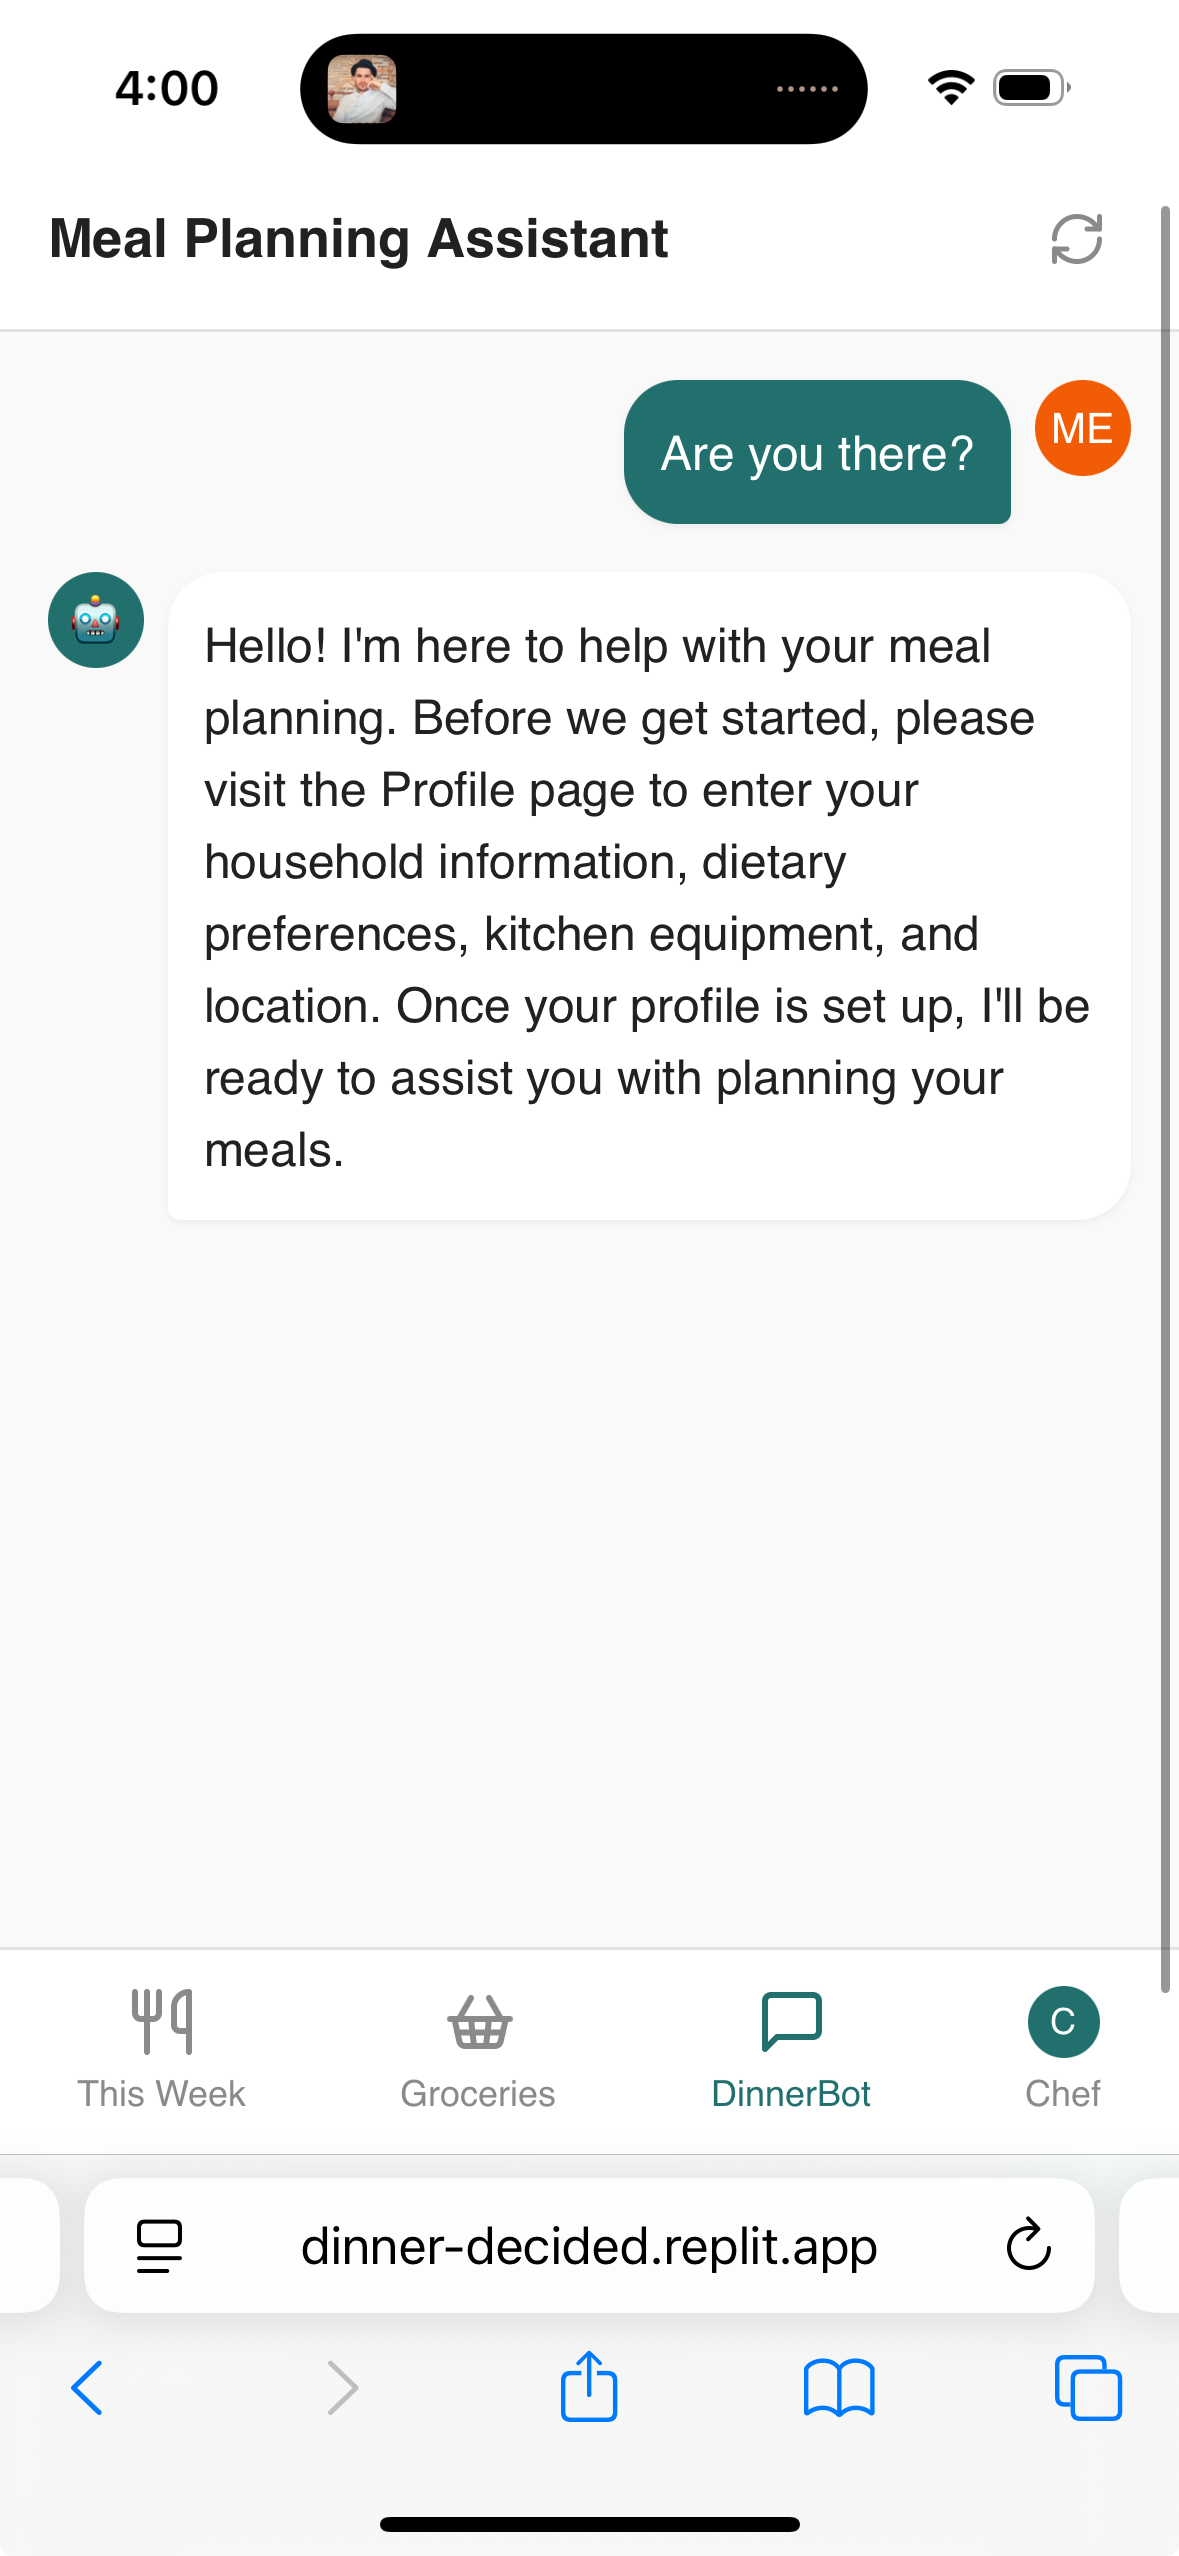 4:00
Meal Planning Assistant
Are you there?
ME
Hello! I'm here to help with your meal
planning. Before we get started, please
visit the Profile page to enter your
household information, dietary
preferences, kitchen equipment, and
location. Once your profile is set up, I'll be
ready to assist you with planning your
meals.
This Week
Groceries
DinnerBot
C
Chef
dinner-decided.replit.app